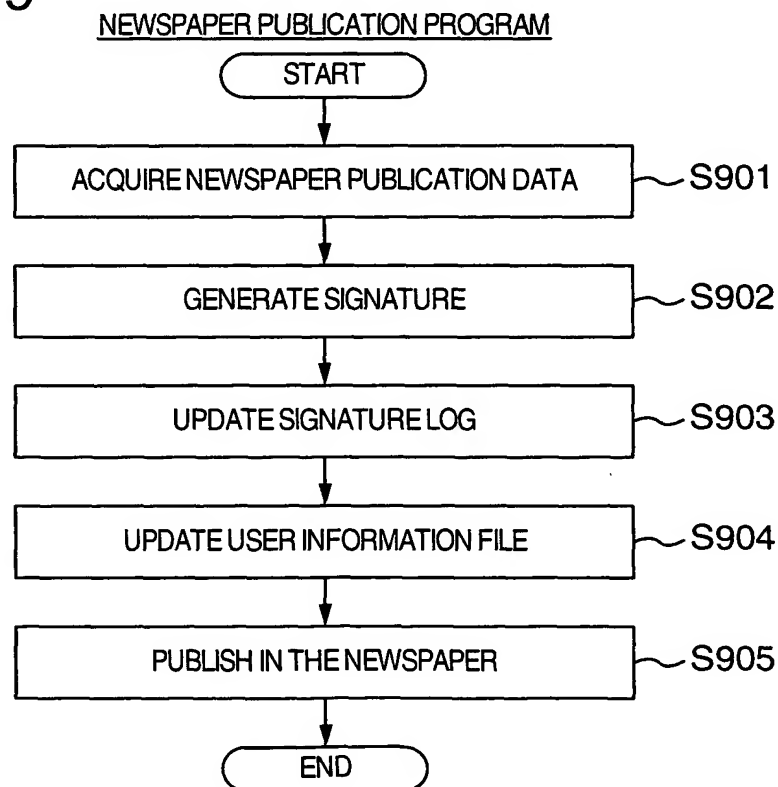 NEWSPAPER PUBLICATION PROGRAM
START
ACQUIRE NEWSPAPER PUBLICATION DATA
S901
GENERATE SIGNATURE
S902
UPDATE SIGNATURE LOG
S903
UPDATE USER INFORMATION FILE
S904
PUBLISH IN THE NEWSPAPER
S905
END